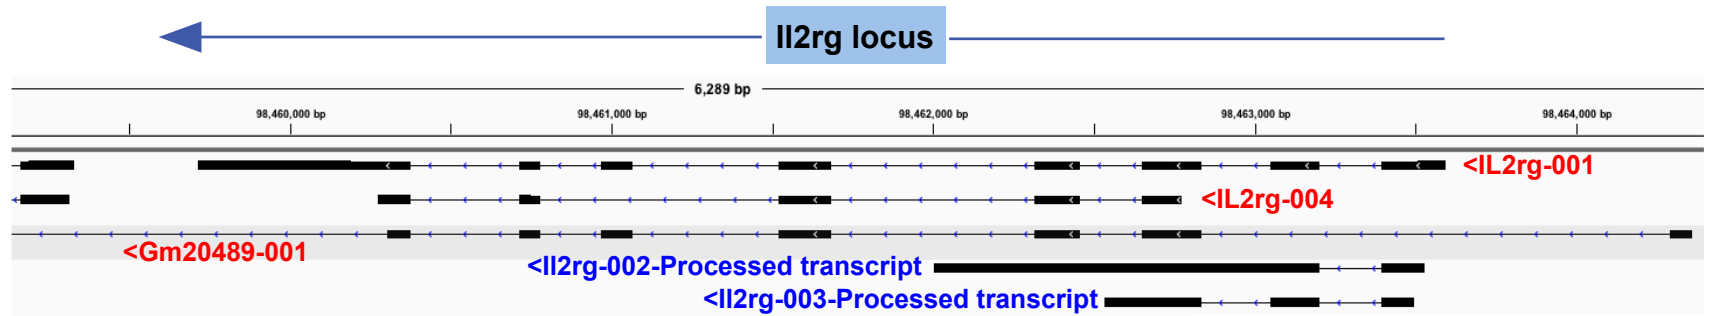 Il2rg locus
6,289 bp
98,460,000 bp 98,461,000 bp 98,462,000 bp 98,463,000 bp 98,464,000 bp
<IL2rg-001
<IL2rg-004
<Gm20489-001
<Il2rg-002-Processed transcript
<Il2rg-003-Processed transcript